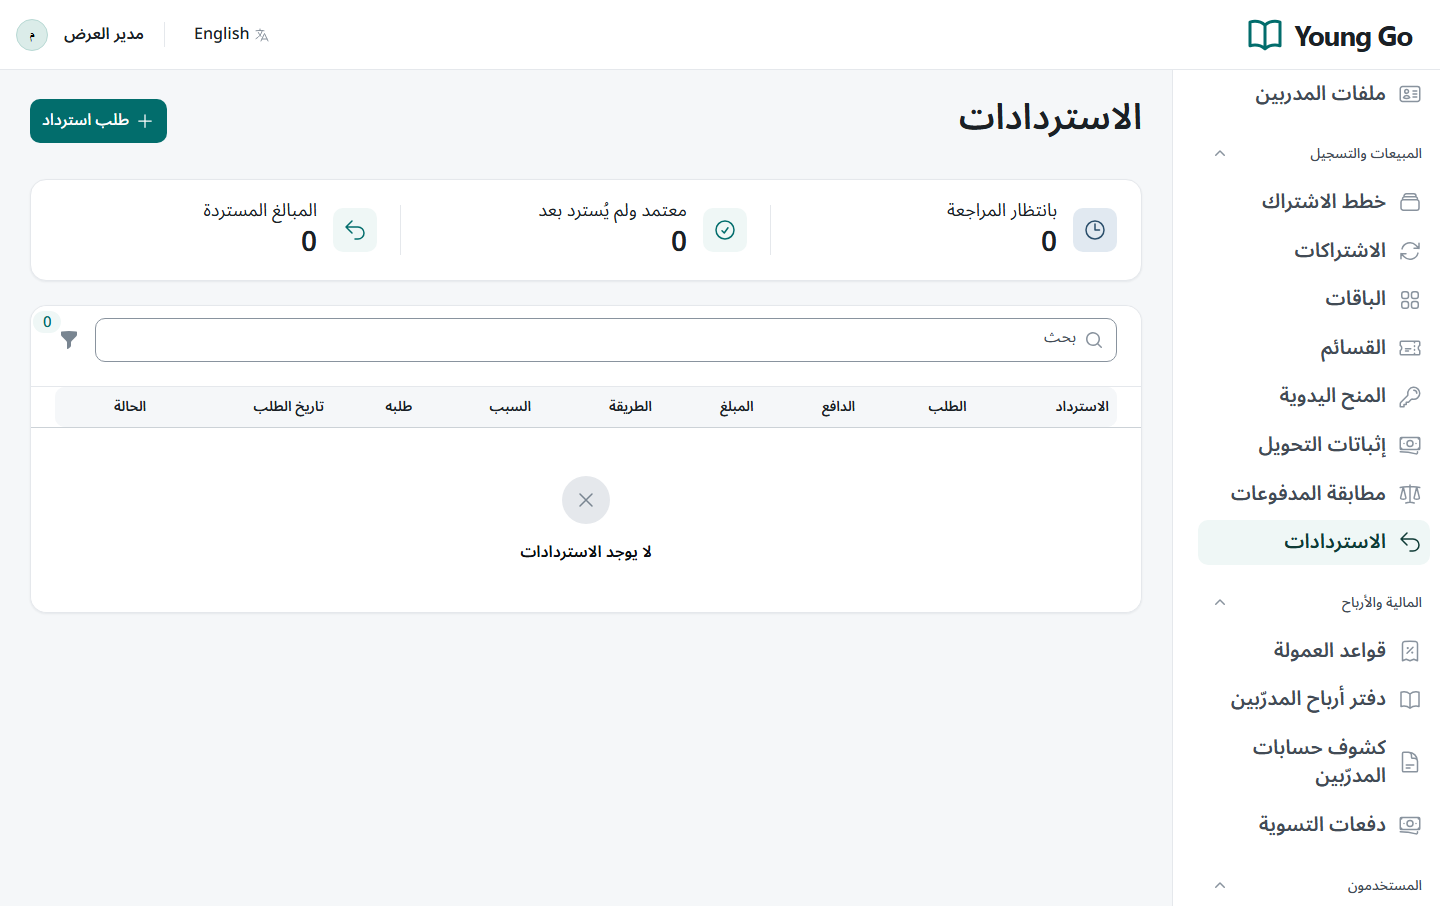 Young Go
English
مدير العرض
م
ملفات المدربين
المبيعات والتسجيل
خطط الاشتراك
الاشتراكات
الباقات
القسائم
المنح اليدوية
إثباتات التحويل
مطابقة المدفوعات
الاستردادات
المالية والأرباح
قواعد العمولة
دفتر أرباح المدرّبين
كشوف حسابات
المدرّبين
دفعات التسوية
المستخدمون
الاستردادات
طلب استرداد
بانتظار المراجعة
0
معتمد ولم يُسترد بعد
0
المبالغ المستردة
0
بحث
0
الاسترداد الطلب الدافع المبلغ الطريقة السبب طلبه تاريخ الطلب الحالة
لا يوجد الاستردادات